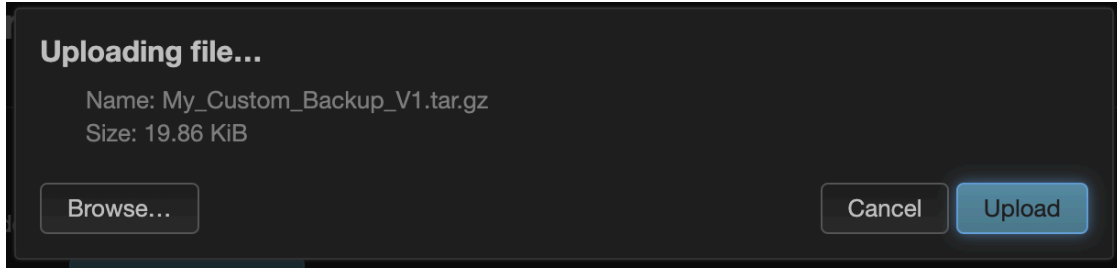 Uploading file…
Name: My_Custom_Backup_V1.tar.gz
Size: 19.86 KiB
Browse…
Cancel
Upload